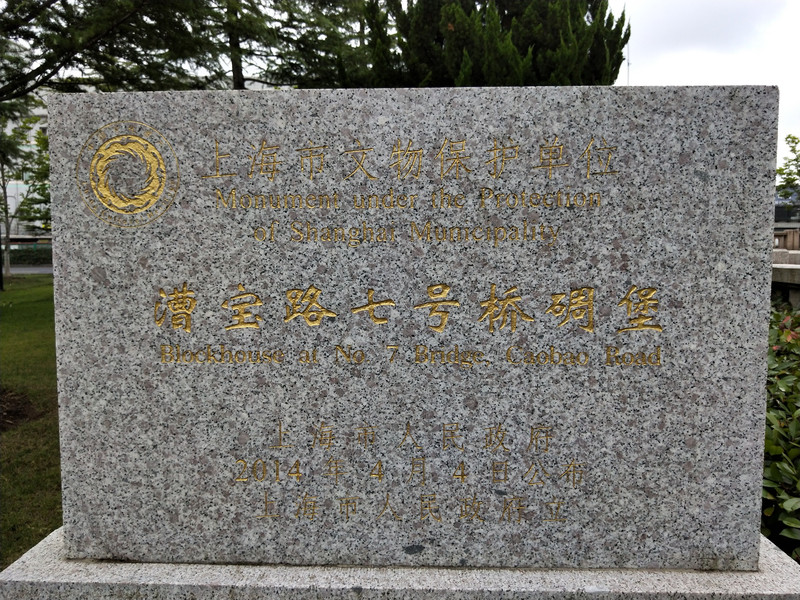 上海市文物保护单位
Monument under the Protection
of Shanghai Municipality
漕宝路七号桥碉堡
Blockhouse at No. 7 Bridge, Caobao Road
上海市人民政府
2014年4月4日公布
上海市人民政府立